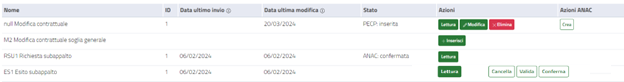 Nome ID Data ultimo invio Data ultima modifica Stato Azioni Azioni ANAC
null Modifica contrattuale 1 20/03/2024 PECP: inserita Lettura Modifica Elimina Crea
M2 Modifica contrattuale soglia generale Inserisci
RSU1 Richiesta subappalto 1 06/02/2024 06/02/2024 ANAC: confermata Lettura
ES1 Esito subappalto 1 06/02/2024 06/02/2024 Lettura Cancella Valida Conferma